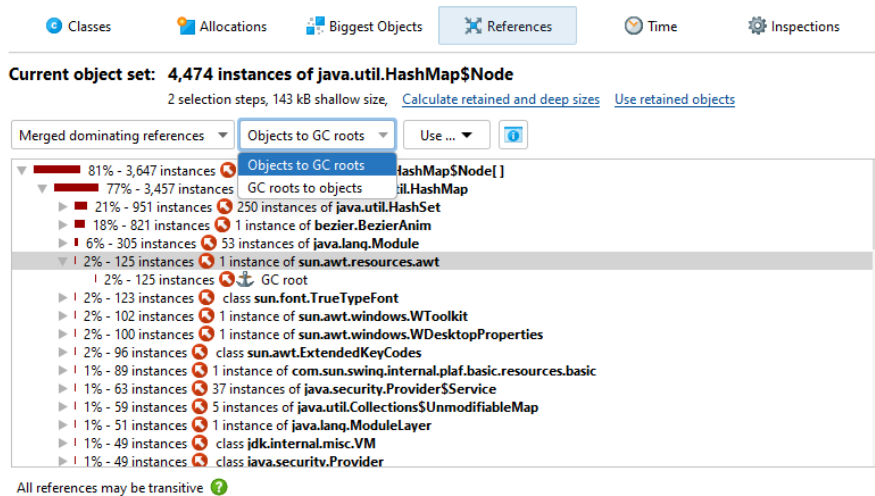 Classes Allocations Biggest Objects References Time Inspections
Current object set: 4,474 instances of java.util.HashMap$Node
2 selection steps, 143 kB shallow size, Calculate retained and deep sizes Use retained objects
Merged dominating references Objects to GC roots Use ...
Objects to GC roots
GC roots to objects
81% - 3,647 instances HashMap$Node[ ]
77% - 3,457 instances til.HashMap
21% - 951 instances 250 instances of java.util.HashSet
18% - 821 instances 1 instance of bezier.BezierAnim
6% - 305 instances 53 instances of java.lang.Module
2% - 125 instances 1 instance of sun.awt.resources.awt
2% - 125 instances GC root
2% - 123 instances class sun.font.TrueTypeFont
2% - 102 instances 1 instance of sun.awt.windows.WToolkit
2% - 100 instances 1 instance of sun.awt.windows.WDesktopProperties
2% - 96 instances class sun.awt.ExtendedKeyCodes
1% - 89 instances 1 instance of com.sun.swing.internal.plaf.basic.resources.basic
1% - 63 instances 37 instances of java.security.Provider$Service
1% - 59 instances 5 instances of java.util.Collections$UnmodifiableMap
1% - 51 instances 1 instance of java.lang.ModuleLayer
1% - 49 instances class jdk.internal.misc.VM
1% - 49 instances class java.security.Provider
All references may be transitive